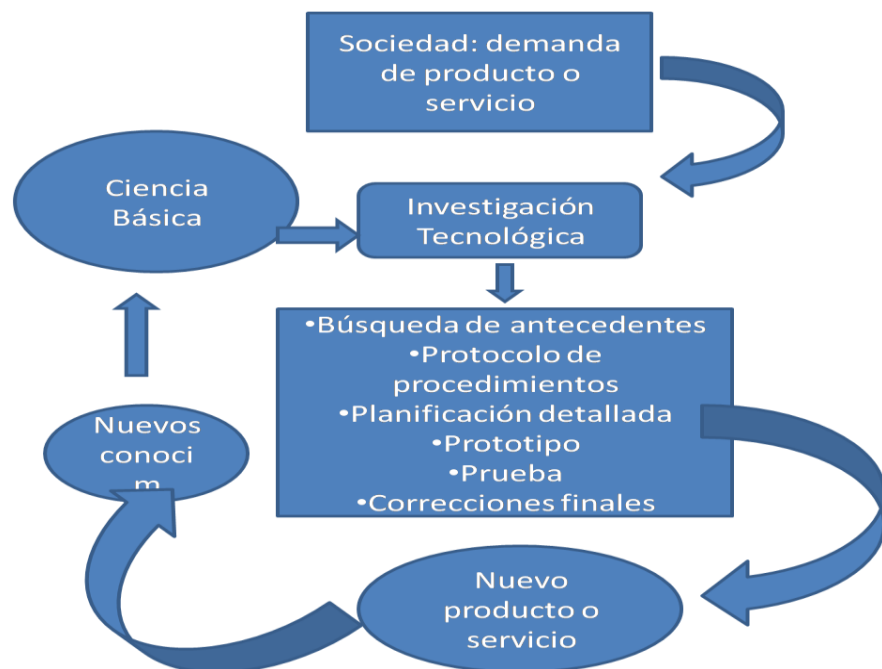 Sociedad: demanda
de producto o
servicio
Ciencia
Básica
Investigación
Tecnológica
•Búsqueda de antecedentes
•Protocolo de
procedimientos
•Planificación detallada
•Prototipo
•Prueba
•Correcciones finales
Nuevos
conoci
m
Nuevo
producto o
servicio